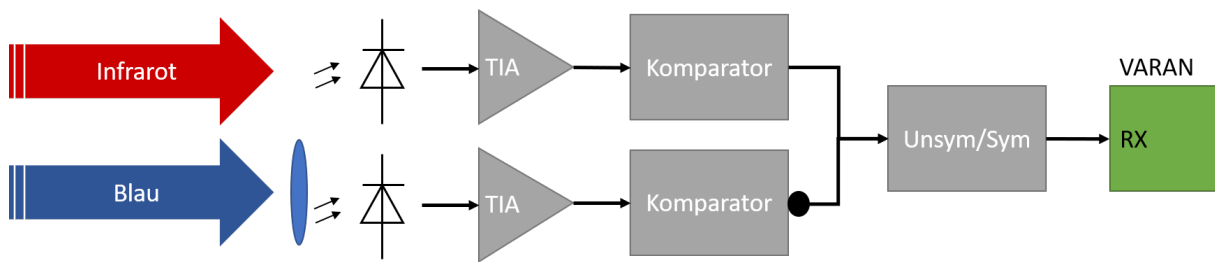 Infrarot
TIA
Komparator
VARAN
Unsym/Sym
RX
Blau
TIA
Komparator